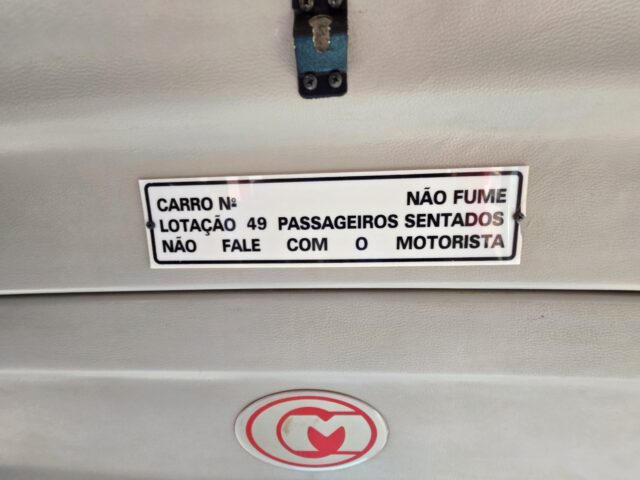 CARRO Nº NÃO FUME
LOTAÇÃO 49 PASSAGEIROS SENTADOS
NÃO FALE COM O MOTORISTA